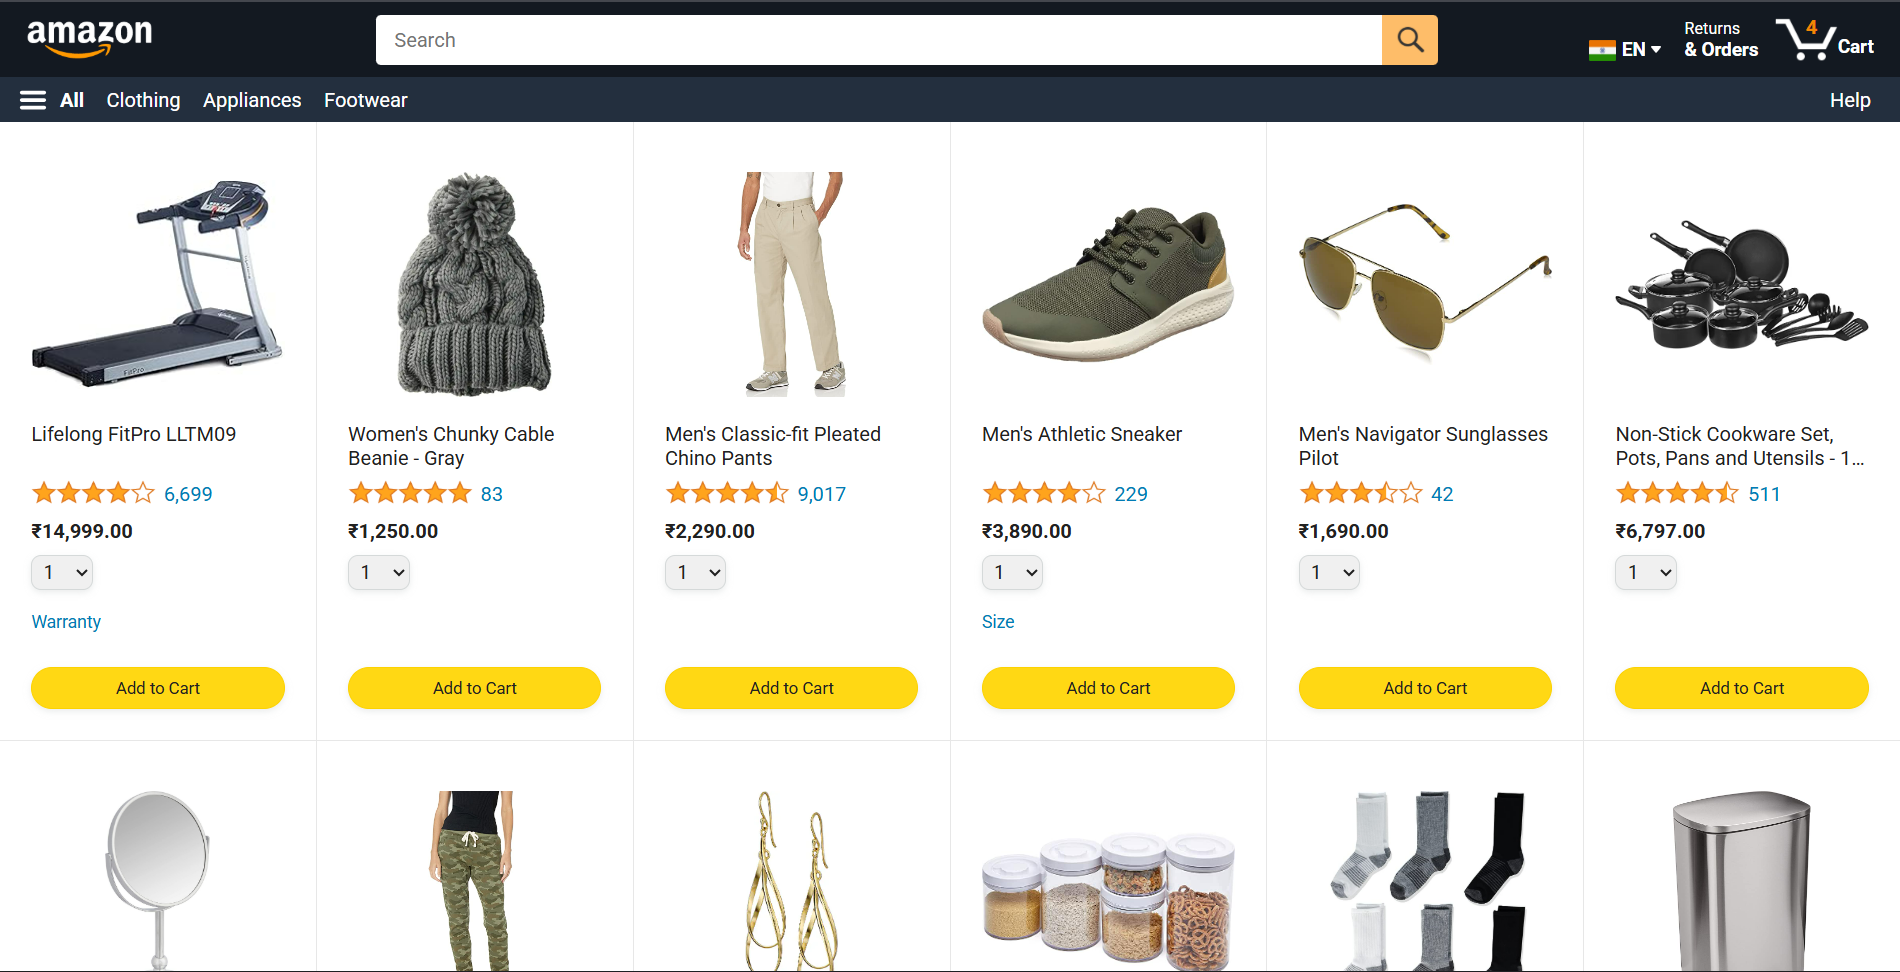 amazon
Search
EN
Returns
& Orders
4
Cart
All
Clothing
Appliances
Footwear
Help
FitPro
Lifelong FitPro LLTM09
6,699
₹14,999.00
1
Warranty
Add to Cart
Women's Chunky Cable
Beanie - Gray
83
₹1,250.00
1
Add to Cart
Men's Classic-fit Pleated
Chino Pants
9,017
₹2,290.00
1
Add to Cart
Men's Athletic Sneaker
229
₹3,890.00
1
Size
Add to Cart
Men's Navigator Sunglasses
Pilot
42
₹1,690.00
1
Add to Cart
Non-Stick Cookware Set,
Pots, Pans and Utensils - 1...
511
₹6,797.00
1
Add to Cart